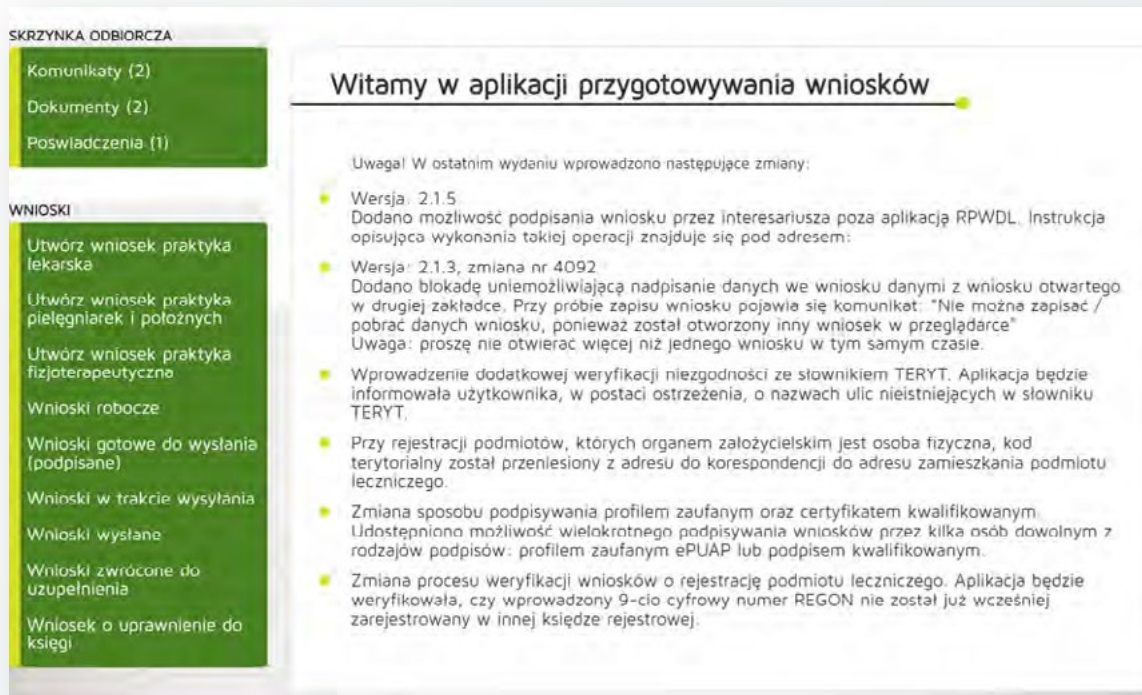 SKRZYNKA ODBIORCZA
Komunikaty (2)
Dokumenty (2)
Poświadczenia (1)
WNIOSKI
Utwórz wniosek praktyka
lekarska
Utwórz wniosek praktyka
pielęgniarek i położnych
Utwórz wniosek praktyka
fizjoterapeutyczna
Wnioski robocze
Wnioski gotowe do wysłania
(podpisane)
Wnioski w trakcie wysyłania
Wnioski wysłane
Wnioski zwrócone do
uzupełnienia
Wniosek o uprawnienie do
księgi
Witamy w aplikacji przygotowywania wniosków
Uwaga! W ostatnim wydaniu wprowadzono następujące zmiany:
Wersja: 2.1.5
Dodano możliwość podpisania wniosku przez interesariusza poza aplikacją RPWDL. Instrukcja
opisująca wykonania takiej operacji znajduje się pod adresem:
Wersja: 2.1.3, zmiana nr 4092
Dodano blokadę uniemożliwiającą nadpisanie danych we wniosku danymi z wniosku otwartego
w drugiej zakładce. Przy próbie zapisu wniosku pojawia się komunikat: "Nie można zapisać /
pobrać danych wniosku, ponieważ został otworzony inny wniosek w przeglądarce"
Uwaga: proszę nie otwierać więcej niż jednego wniosku w tym samym czasie.
Wprowadzenie dodatkowej weryfikacji niezgodności ze słownikiem TERYT. Aplikacja będzie
informowała użytkownika, w postaci ostrzeżenia, o nazwach ulic nieistniejących w słowniku
TERYT.
Przy rejestracji podmiotów, których organem założycielskim jest osoba fizyczna, kod
terytorialny został przeniesiony z adresu do korespondencji do adresu zamieszkania podmiotu
leczniczego.
Zmiana sposobu podpisywania profilem zaufanym oraz certyfikatem kwalifikowanym.
Udostępniono możliwość wielokrotnego podpisywania wniosków przez kilka osób dowolnym z
rodzajów podpisów: profilem zaufanym ePUAP lub podpisem kwalifikowanym.
Zmiana procesu weryfikacji wniosków o rejestrację podmiotu leczniczego. Aplikacja będzie
weryfikowała, czy wprowadzony 9-cio cyfrowy numer REGON nie został już wcześniej
zarejestrowany w innej księdze rejestrowej.